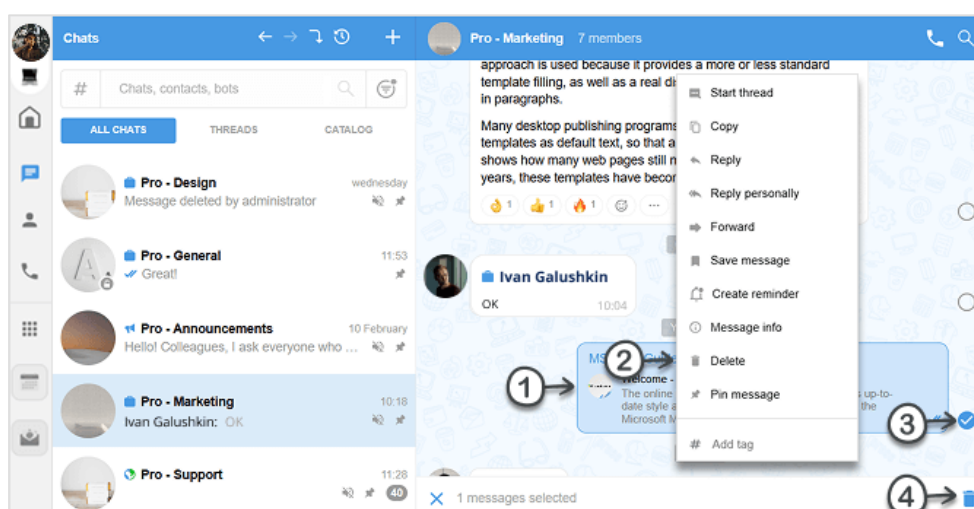 Chats
Pro - Marketing 7 members
# Chats, contacts, bots
ALL CHATS THREADS CATALOG
Pro - Design wednesday
Message deleted by administrator
Pro - General 11:53
Great!
Pro - Announcements 10 February
Hello! Colleagues, I ask everyone who ...
Pro - Marketing 10:18
Ivan Galushkin: OK
Pro - Support 11:28
40
approach is used because it provides a more or less standard
template filling, as well as a real
in paragraphs.
Many desktop publishing programs
templates as default text, so that a
shows how many web pages still
years, these templates have
1 1 1
Ivan Galushkin
OK 10:04
MS
Welcome -
The online s up-to-
date style a the
Microsoft
Start thread
Copy
Reply
Reply personally
Forward
Save message
Create reminder
Message info
Delete
Pin message
# Add tag
1
2
3
4
1 messages selected